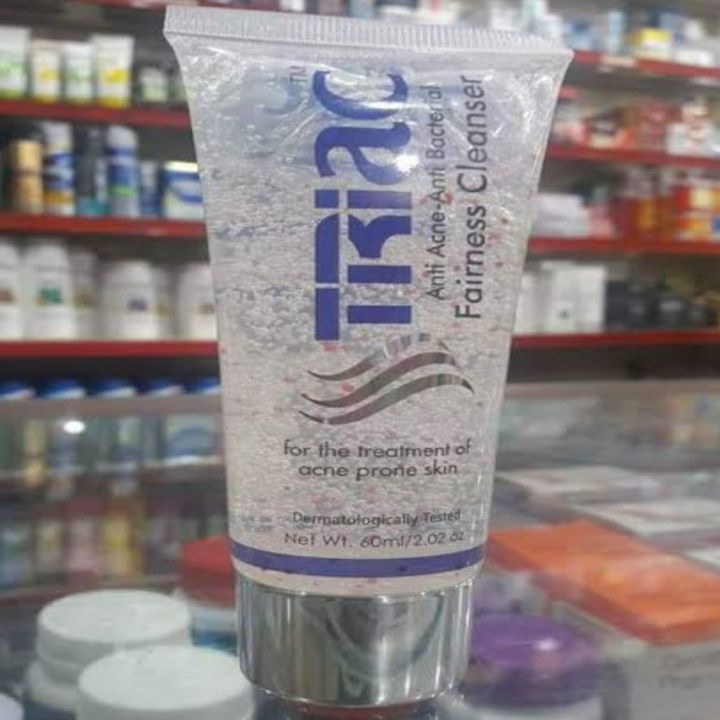 TRiac
TM
Anti Acne-Anti Bacterial
Fairness Cleanser
for the treatment of
acne prone skin
Dermatologically Tested
Net Wt. 60ml/2.02 oz